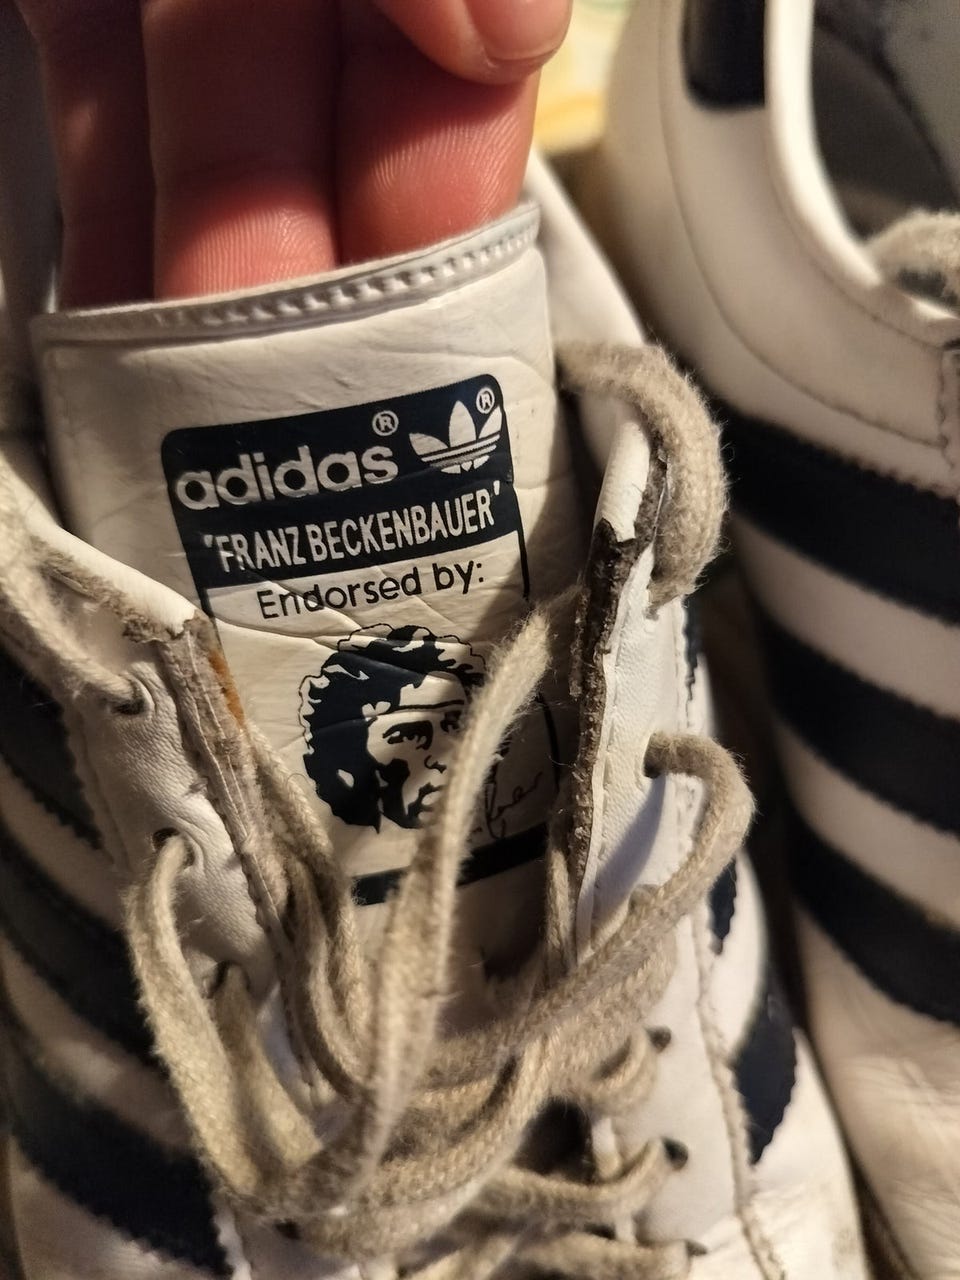 adidas®
®
'FRANZ BECKENBAUER'
Endorsed by: